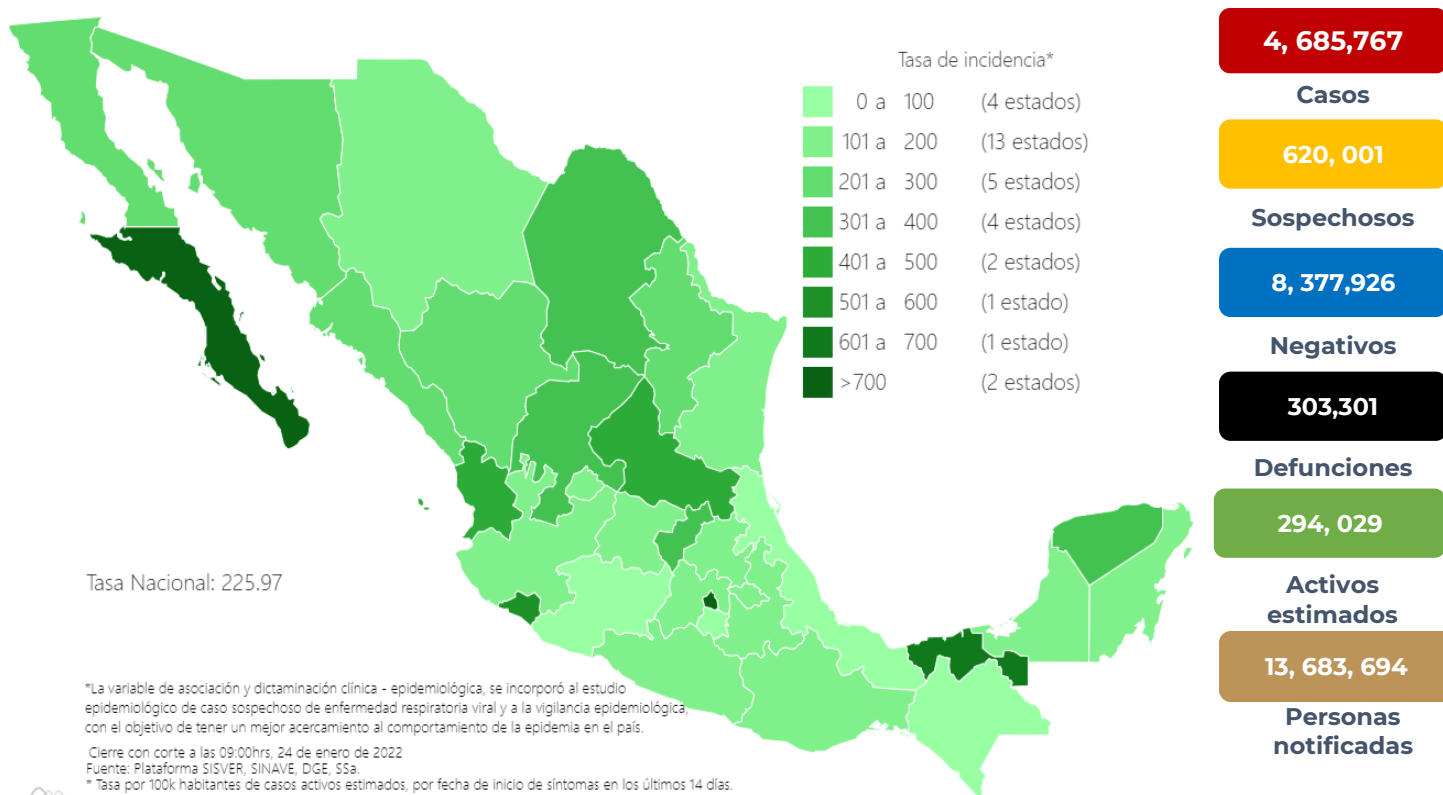 Tasa de incidencia*
0 a 100 (4 estados)
101 a 200 (13 estados)
201 a 300 (5 estados)
301 a 400 (4 estados)
401 a 500 (2 estados)
501 a 600 (1 estado)
601 a 700 (1 estado)
>700 (2 estados)
Tasa Nacional: 225.97
*La variable de asociación y dictaminación clínica - epidemiológica, se incorporó al estudio
epidemiológico de caso sospechoso de enfermedad respiratoria viral y a la vigilancia epidemiológica,
con el objetivo de tener un mejor acercamiento al comportamiento de la epidemia en el país.
Cierre con corte a las 09:00hrs, 24 de enero de 2022
Fuente: Plataforma SISVER, SINAVE, DGE, SSa.
* Tasa por 100k habitantes de casos activos estimados, por fecha de inicio de síntomas en los últimos 14 días.
4, 685,767
Casos
620, 001
Sospechosos
8, 377,926
Negativos
303,301
Defunciones
294, 029
Activos
estimados
13, 683, 694
Personas
notificadas